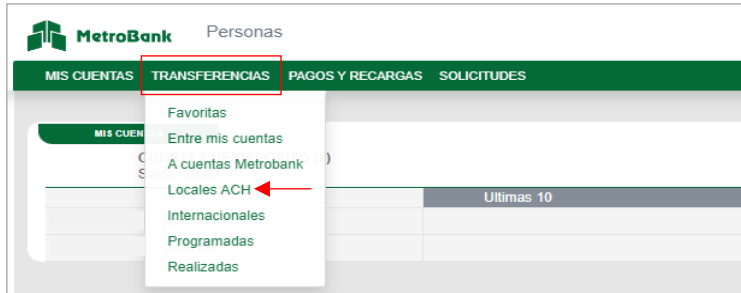 MetroBank Personas
MIS CUENTAS TRANSFERENCIAS PAGOS Y RECARGAS SOLICITUDES
MIS
Favoritas
Entre mis cuentas
A cuentas Metrobank
Locales ACH
Ultimas 10
Internacionales
Programadas
Realizadas